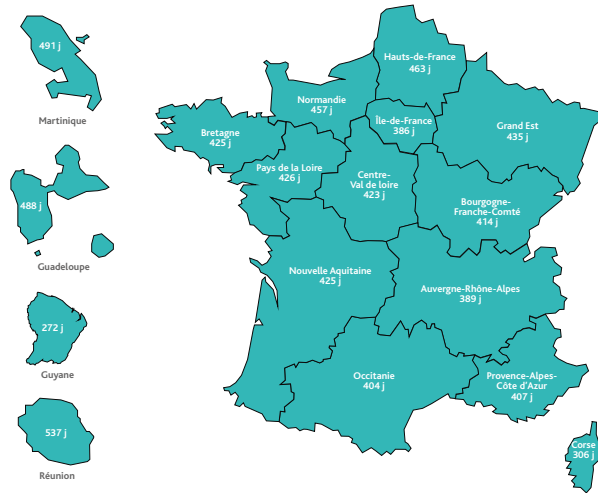 491 j
Martinique
488 j
Guadeloupe
272 j
Guyane
537 j
Réunion
Hauts-de-France
463 j
Normandie
457 j
Île-de-France
386 j
Grand Est
435 j
Bretagne
425 j
Pays de la Loire
426 j
Centre-
Val de loire
423 j
Bourgogne-
Franche-Comté
414 j
Nouvelle Aquitaine
425 j
Auvergne-Rhône-Alpes
389 j
Occitanie
404 j
Provence-Alpes-
Côte d'Azur
407 j
Corse
306 j